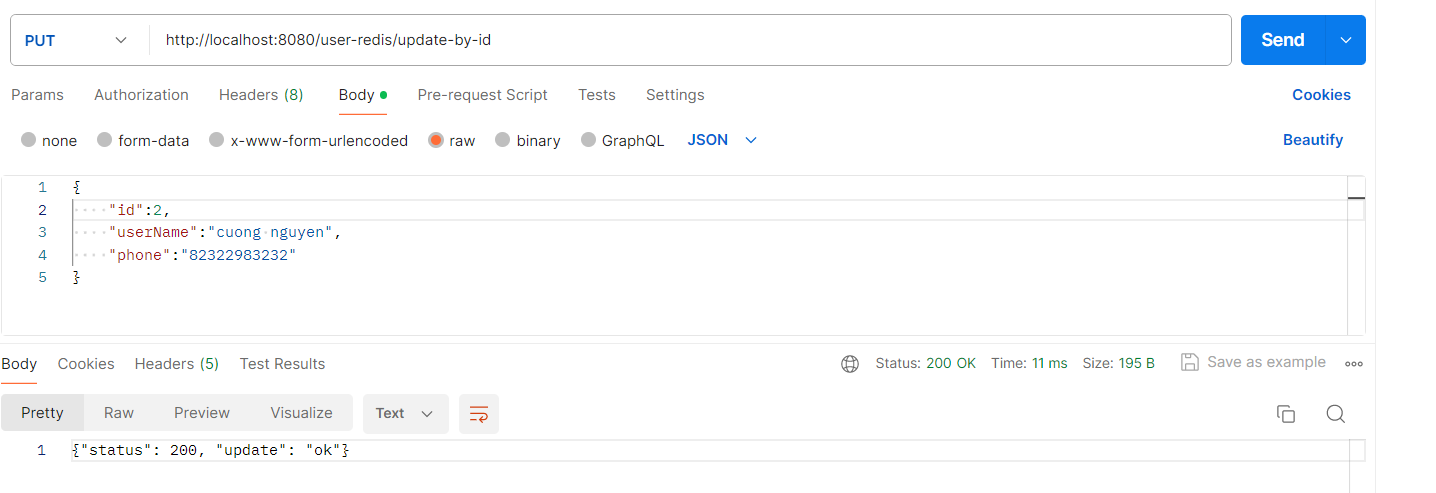 PUT http://localhost:8080/user-redis/update-by-id Send
Params Authorization Headers (8) Body Pre-request Script Tests Settings Cookies
none form-data x-www-form-urlencoded raw binary GraphQL JSON Beautify
1 {
2 "id":2,
3 "userName":"cuong nguyen",
4 "phone":"82322983232"
5 }
Body Cookies Headers (5) Test Results Status: 200 OK Time: 11 ms Size: 195 B Save as example
Pretty Raw Preview Visualize Text
1 {"status": 200, "update": "ok"}